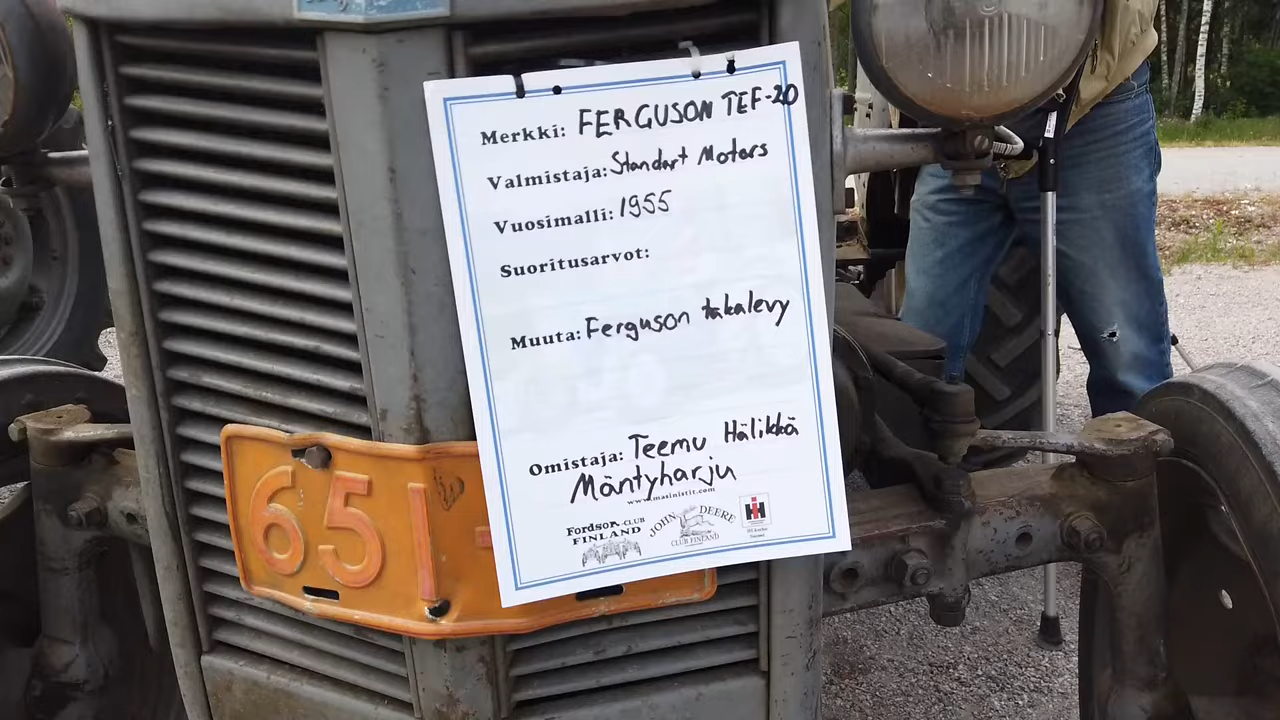 Merkki: FERGUSON TEF-20
Valmistaja: Standart Motors
Vuosimalli: 1955
Suoritusarvot:
Muuta: Ferguson takalevy
Omistaja: Teemu Hälikkä
Mäntyharju
www.masinistit.com
Fordson-CLUB
FINLAND
JOHN DEERE
CLUB FINLAND
651